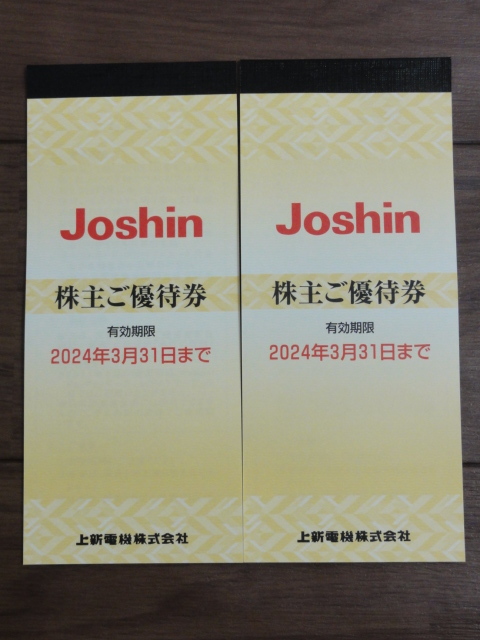 Joshin
株主ご優待券
有効期限
2024年3月31日まで
上新電機株式会社
Joshin
株主ご優待券
有効期限
2024年3月31日まで
上新電機株式会社